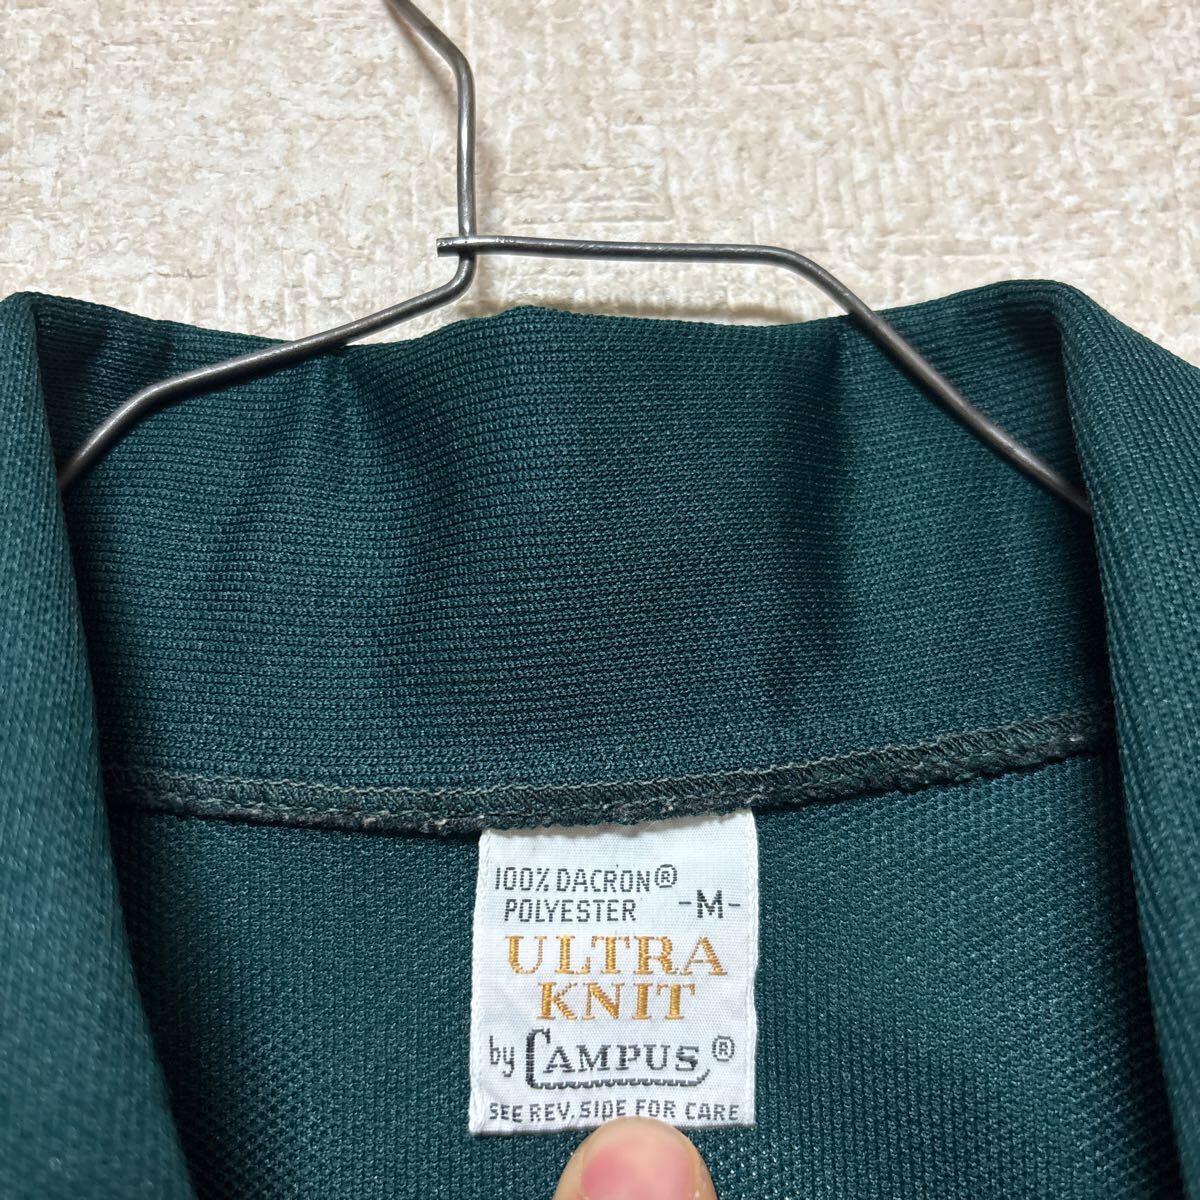 100% DACRON®
POLYESTER -M-
ULTRA
KNIT
by CAMPUS®
SEE REV. SIDE FOR CARE